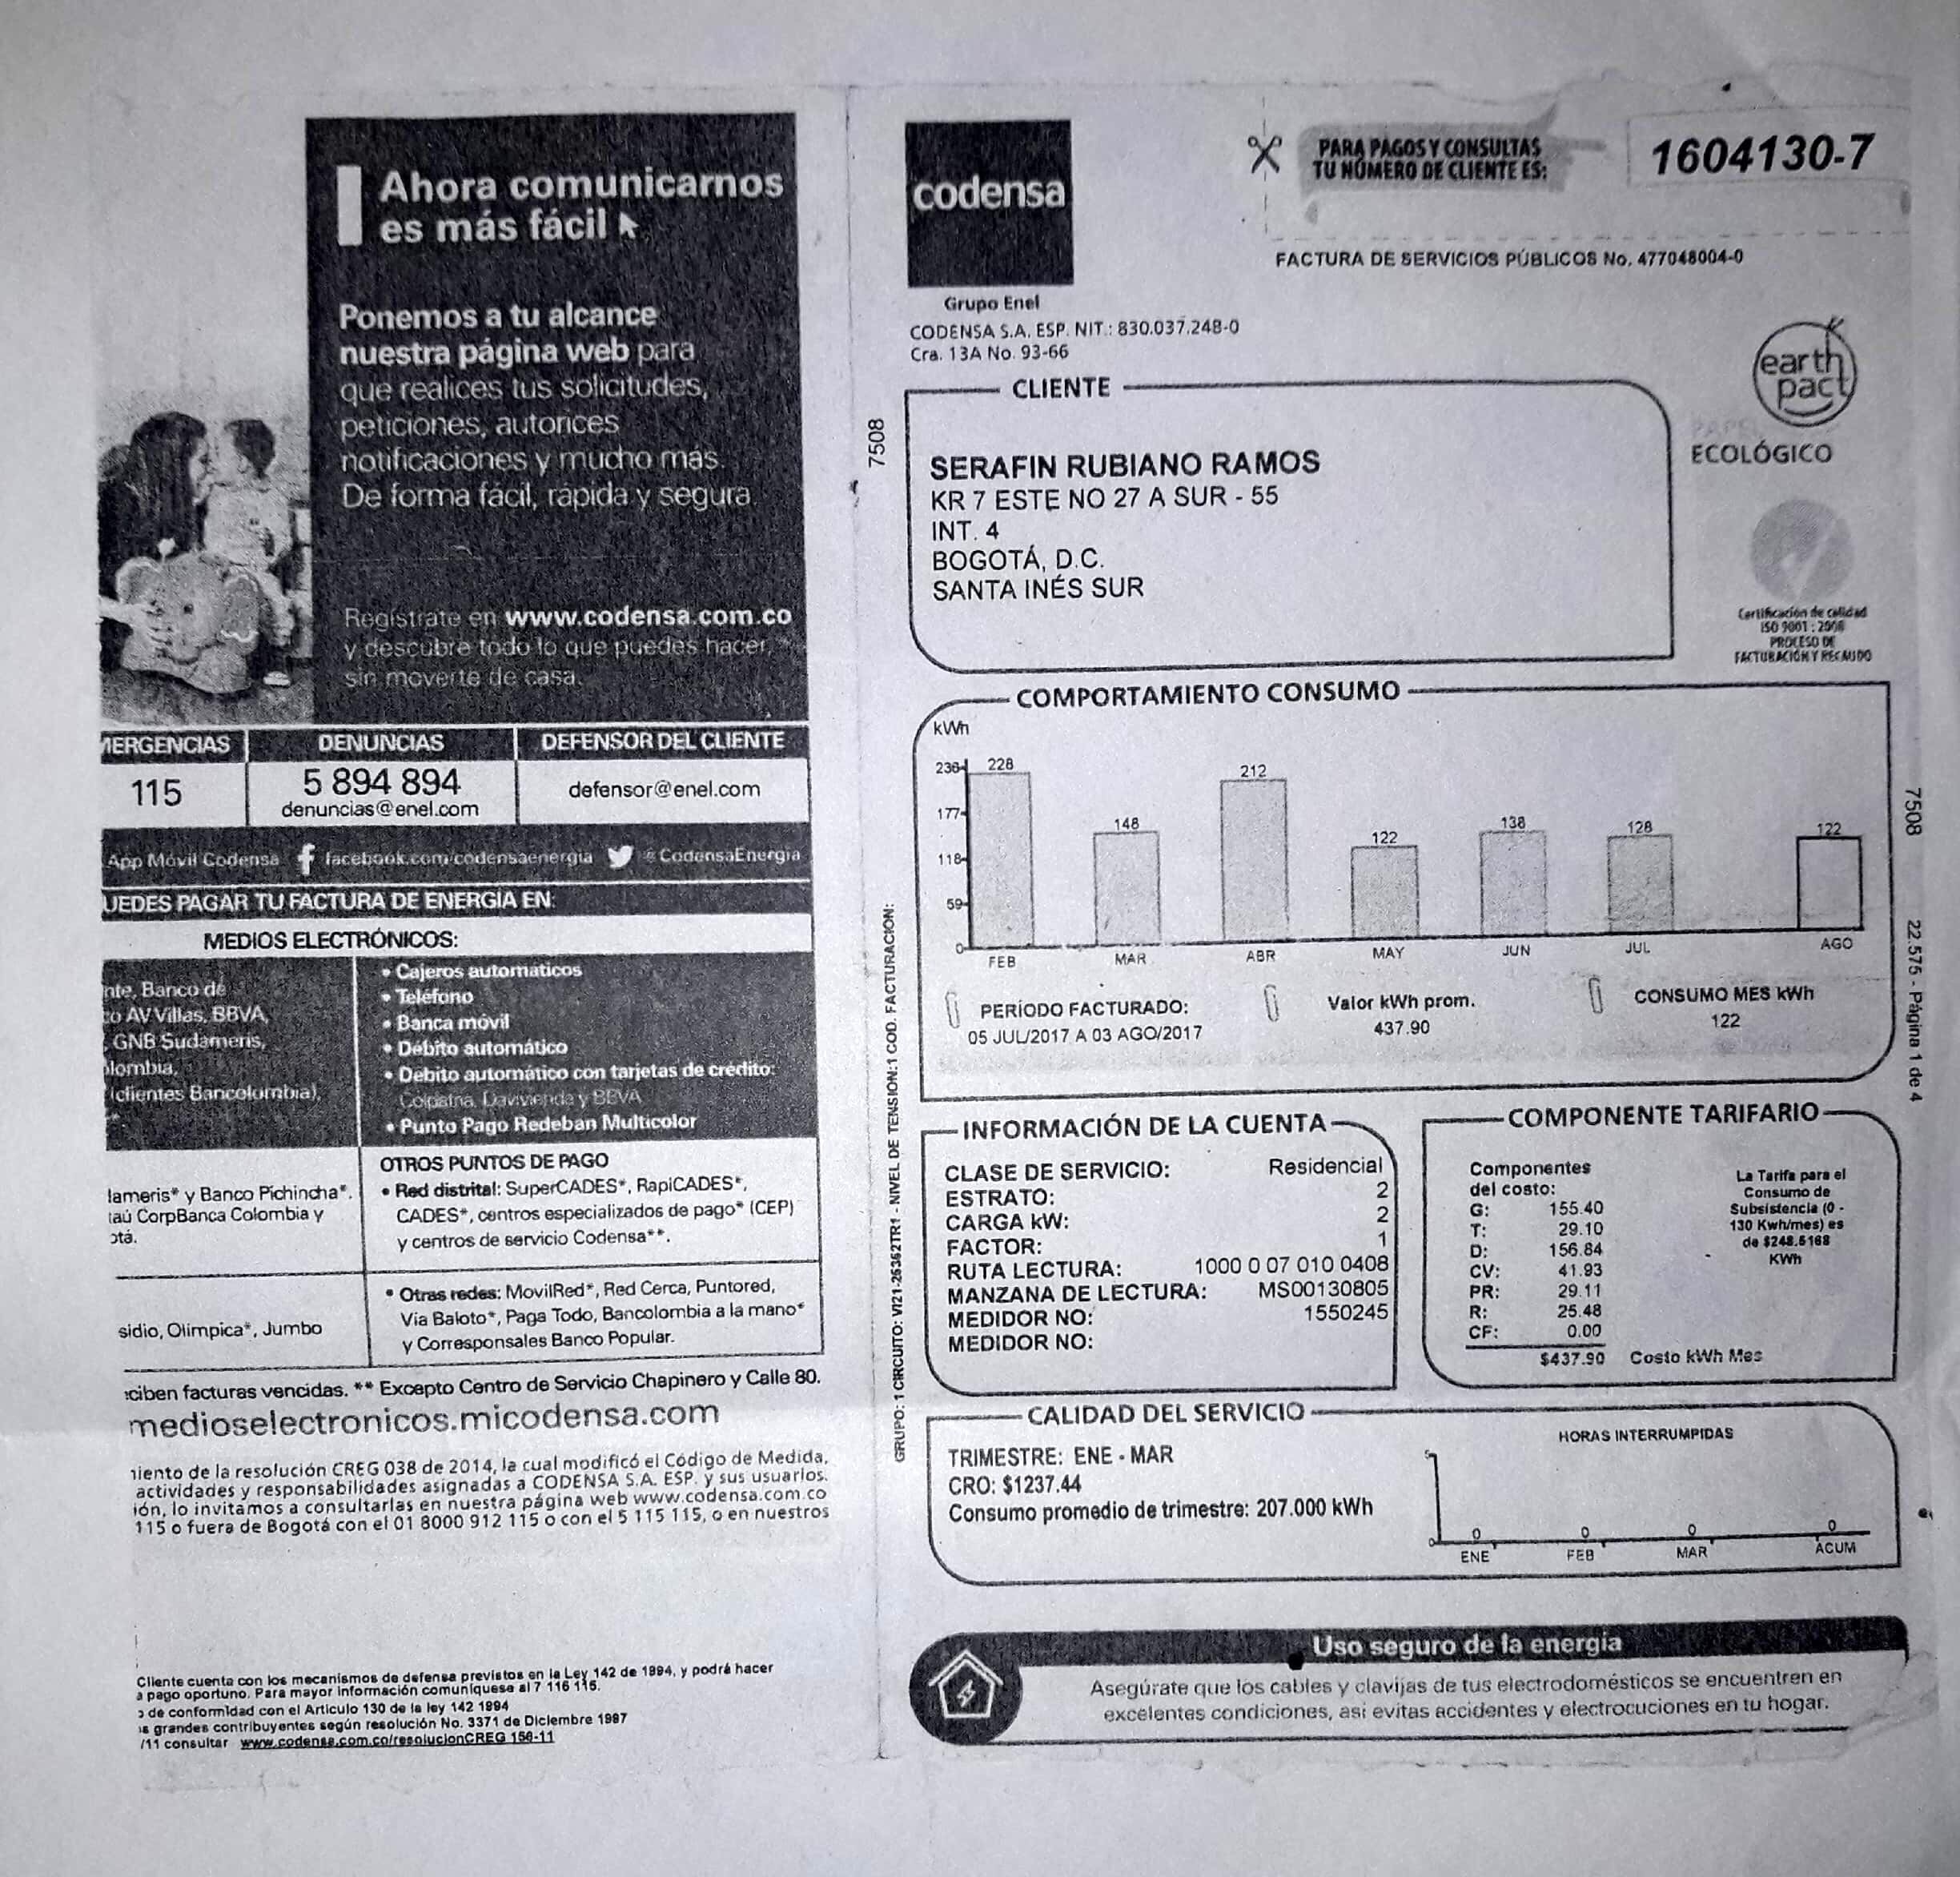 Ahora comunicarnos
es más fácil
Ponemos a tu alcance
nuestra página web para
que realices tus solicitudes,
peticiones, autorices
notificaciones y mucho más.
De forma fácil, rápida y segura.
Regístrate en www.codensa.com.co
y descubre todo lo que puedes hacer,
sin moverte de casa.
MERGENCIAS
115
DENUNCIAS
5 894 894
denuncias@enel.com
DEFENSOR DEL CLIENTE
defensor@enel.com
App Móvil Codensa facebook.com/codensaenergia @CodensaEnergia
UEDES PAGAR TU FACTURA DE ENERGÍA EN:
MEDIOS ELECTRÓNICOS:
nte, Banco de
co AV Villas, BBVA,
GNB Sudameris,
lombia,
(clientes Bancolombia),
• Cajeros automáticos
• Teléfono
• Banca móvil
• Débito automático
• Debito automático con tarjetas de crédito:
Colpatria, Davivienda y BBVA
• Punto Pago Redeban Multicolor
lameris* y Banco Pichincha*.
taú CorpBanca Colombia y
otá.
OTROS PUNTOS DE PAGO
• Red distrital: SuperCADES*, RapiCADES*,
CADES*, centros especializados de pago* (CEP)
y centros de servicio Codensa**.
sidio, Olímpica*, Jumbo
• Otras redes: MovilRed*, Red Cerca, Puntored,
Via Baloto*, Paga Todo, Bancolombia a la mano*
y Corresponsales Banco Popular.
ciben facturas vencidas. ** Excepto Centro de Servicio Chapinero y Calle 80.
medioselectronicos.micodensa.com
niento de la resolución CREG 038 de 2014, la cual modificó el Código de Medida,
actividades y responsabilidades asignadas a CODENSA S.A. ESP. y sus usuarios.
ión, lo invitamos a consultarlas en nuestra página web www.codensa.com.co
115 o fuera de Bogotá con el 01 8000 912 115 o con el 5 115 115, o en nuestros
Cliente cuenta con los mecanismos de defensa previstos en la Ley 142 de 1994, y podrá hacer
a pago oportuno. Para mayor información comuníquese al 7 116 115.
o de conformidad con el Articulo 130 de la ley 142 1994
s grandes contribuyentes según resolución No. 3371 de Diciembre 1997
/11 consultar www.codensa.com.co/resolucionCREG 156-11
codensa
Grupo Enel
CODENSA S.A. ESP. NIT.: 830.037.248-0
Cra. 13A No. 93-66
PARA PAGOS Y CONSULTAS
TU NÚMERO DE CLIENTE ES:
1604130-7
FACTURA DE SERVICIOS PÚBLICOS No. 477048004-0
7508
CLIENTE
SERAFIN RUBIANO RAMOS
KR 7 ESTE NO 27 A SUR - 55
INT. 4
BOGOTÁ, D.C.
SANTA INÉS SUR
earth
pact
PAPEL
ECOLÓGICO
Certificación de calidad
ISO 9001 : 2008
PROCESO DE
FACTURACIÓN Y RECAUDO
COMPORTAMIENTO CONSUMO
kWh
236
177
118
59
0
228
148
212
122
138
128
122
FEB
MAR
ABR
MAY
JUN
JUL
AGO
PERÍODO FACTURADO:
05 JUL/2017 A 03 AGO/2017
Valor kWh prom.
437.90
CONSUMO MES kWh
122
7508
22.575 - Página 1 de 4
GRUPO: 1 CIRCUITO: VI21-26362TR1 - NIVEL DE TENSION:1 COD. FACTURACION:
INFORMACIÓN DE LA CUENTA
CLASE DE SERVICIO: Residencial
ESTRATO: 2
CARGA kW: 2
FACTOR: 1
RUTA LECTURA: 1000 0 07 010 0408
MANZANA DE LECTURA: MS00130805
MEDIDOR NO: 1550245
MEDIDOR NO:
COMPONENTE TARIFARIO
Componentes
del costo:
G: 155.40
T: 29.10
D: 156.84
CV: 41.93
PR: 29.11
R: 25.48
CF: 0.00
$437.90 Costo kWh Mes
La Tarifa para el
Consumo de
Subsistencia (0 -
130 Kwh/mes) es
de $248.5168
KWh
CALIDAD DEL SERVICIO
TRIMESTRE: ENE - MAR
CRO: $1237.44
Consumo promedio de trimestre: 207.000 kWh
HORAS INTERRUMPIDAS
5
0
0
0
0
0
ENE
FEB
MAR
ACUM
Uso seguro de la energía
Asegúrate que los cables y clavijas de tus electrodomésticos se encuentren en
excelentes condiciones, asi evitas accidentes y electrocuciones en tu hogar.